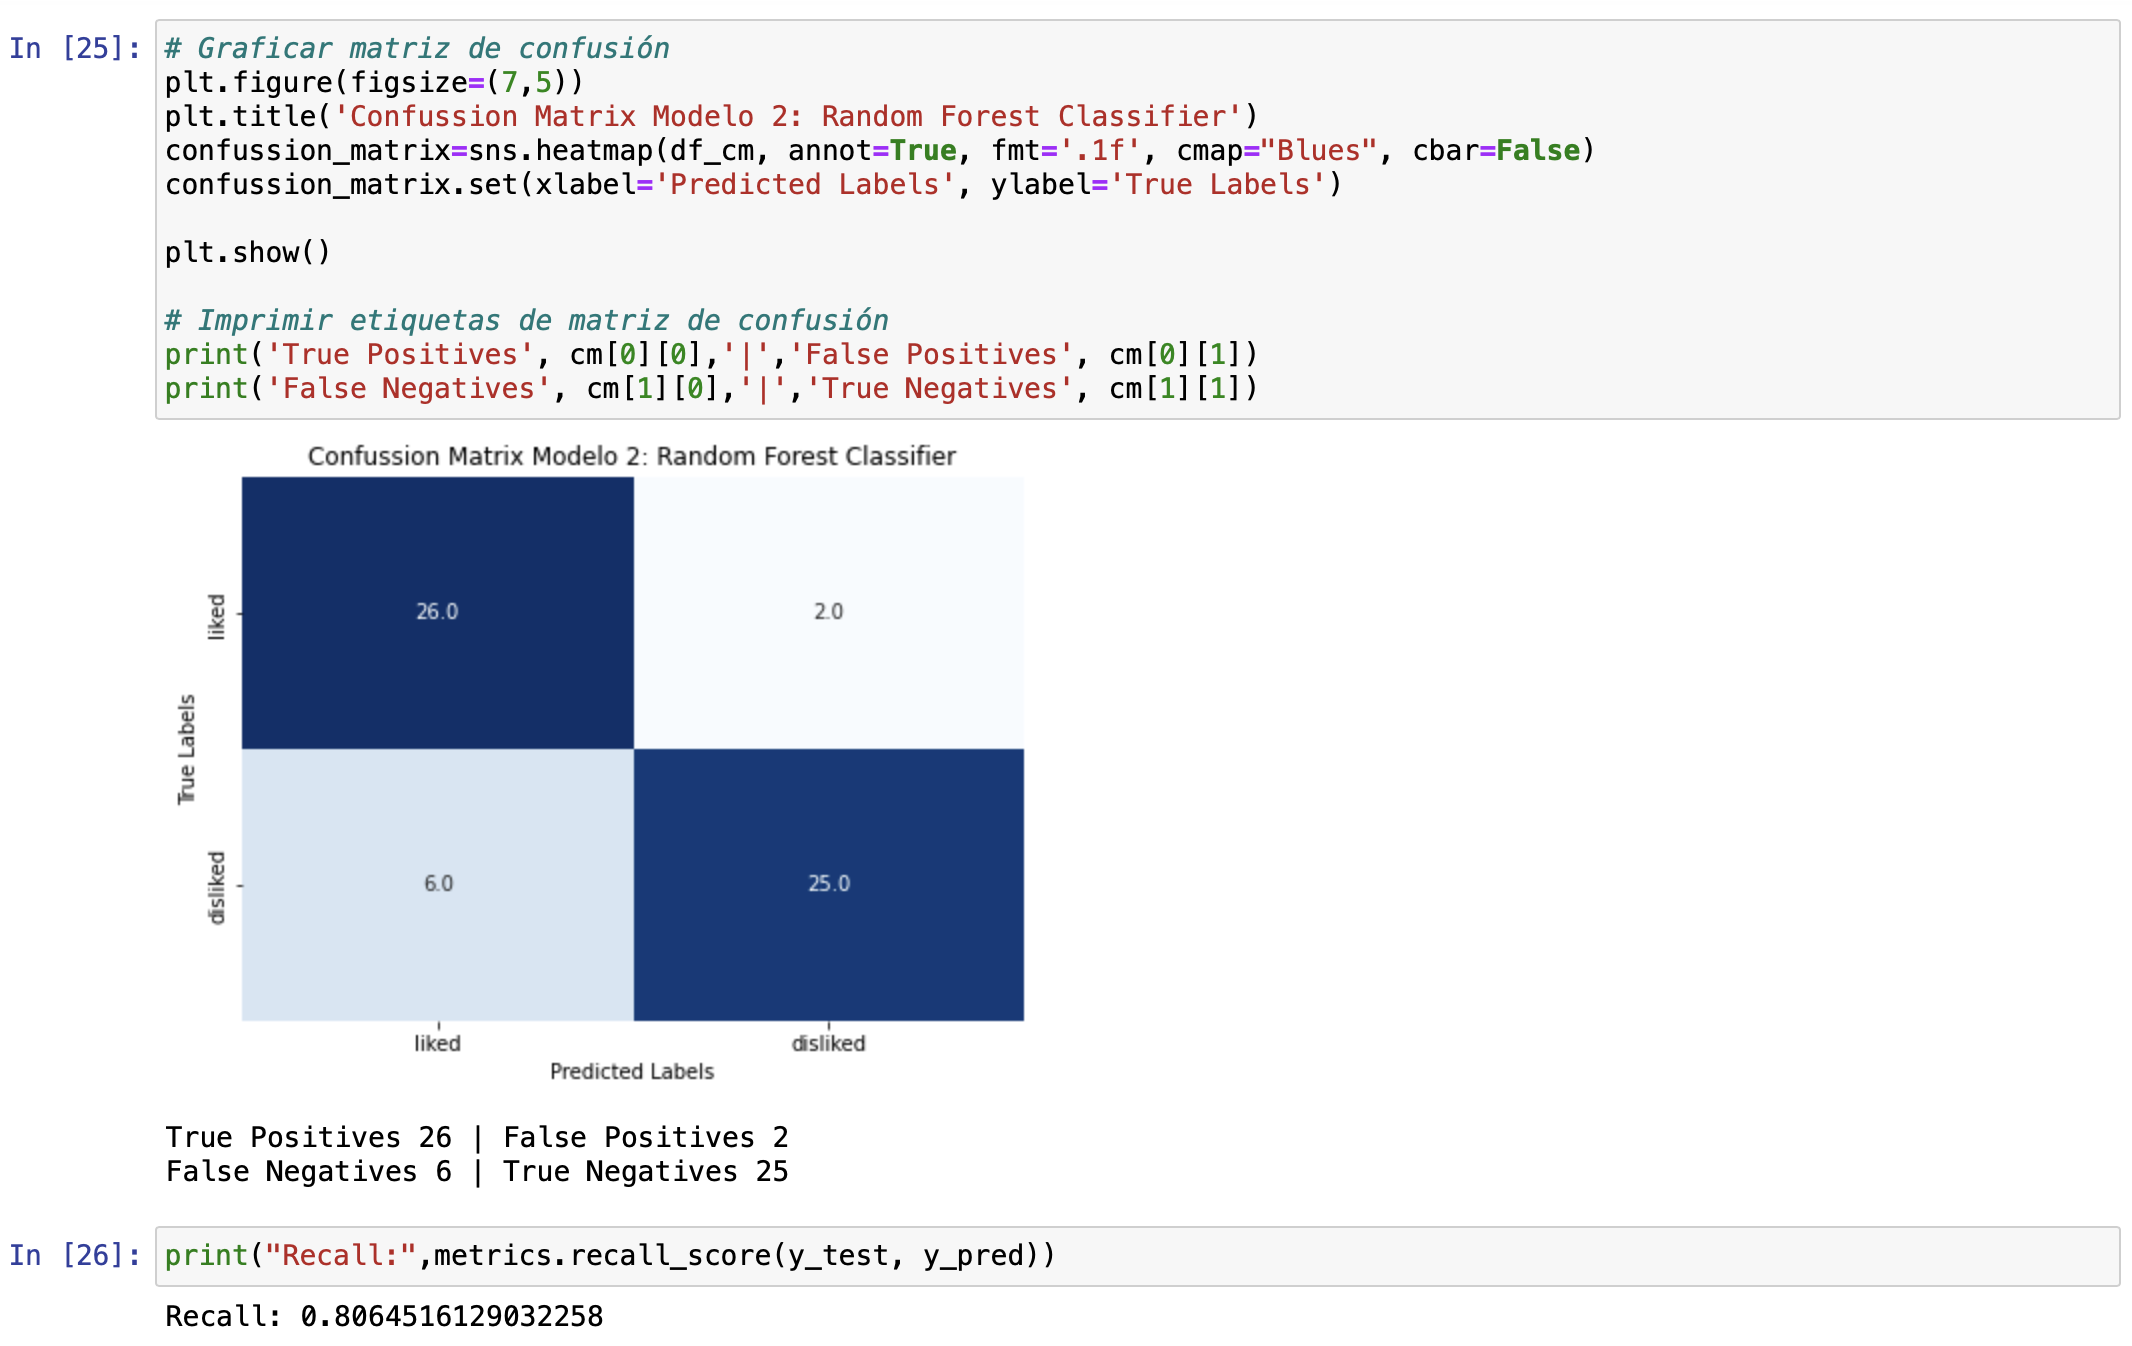 In [25]:
# Graficar matriz de confusión
plt.figure(figsize=(7,5))
plt.title('Confussion Matrix Modelo 2: Random Forest Classifier')
confussion_matrix=sns.heatmap(df_cm, annot=True, fmt='.1f', cmap="Blues", cbar=False)
confussion_matrix.set(xlabel='Predicted Labels', ylabel='True Labels')
plt.show()
# Imprimir etiquetas de matriz de confusión
print('True Positives', cm[0][0],'|','False Positives', cm[0][1])
print('False Negatives', cm[1][0],'|','True Negatives', cm[1][1])
Confussion Matrix Modelo 2: Random Forest Classifier
True Labels
liked
26.0 2.0
disliked
6.0 25.0
liked disliked
Predicted Labels
True Positives 26 | False Positives 2
False Negatives 6 | True Negatives 25
In [26]:
print("Recall:",metrics.recall_score(y_test, y_pred))
Recall: 0.8064516129032258